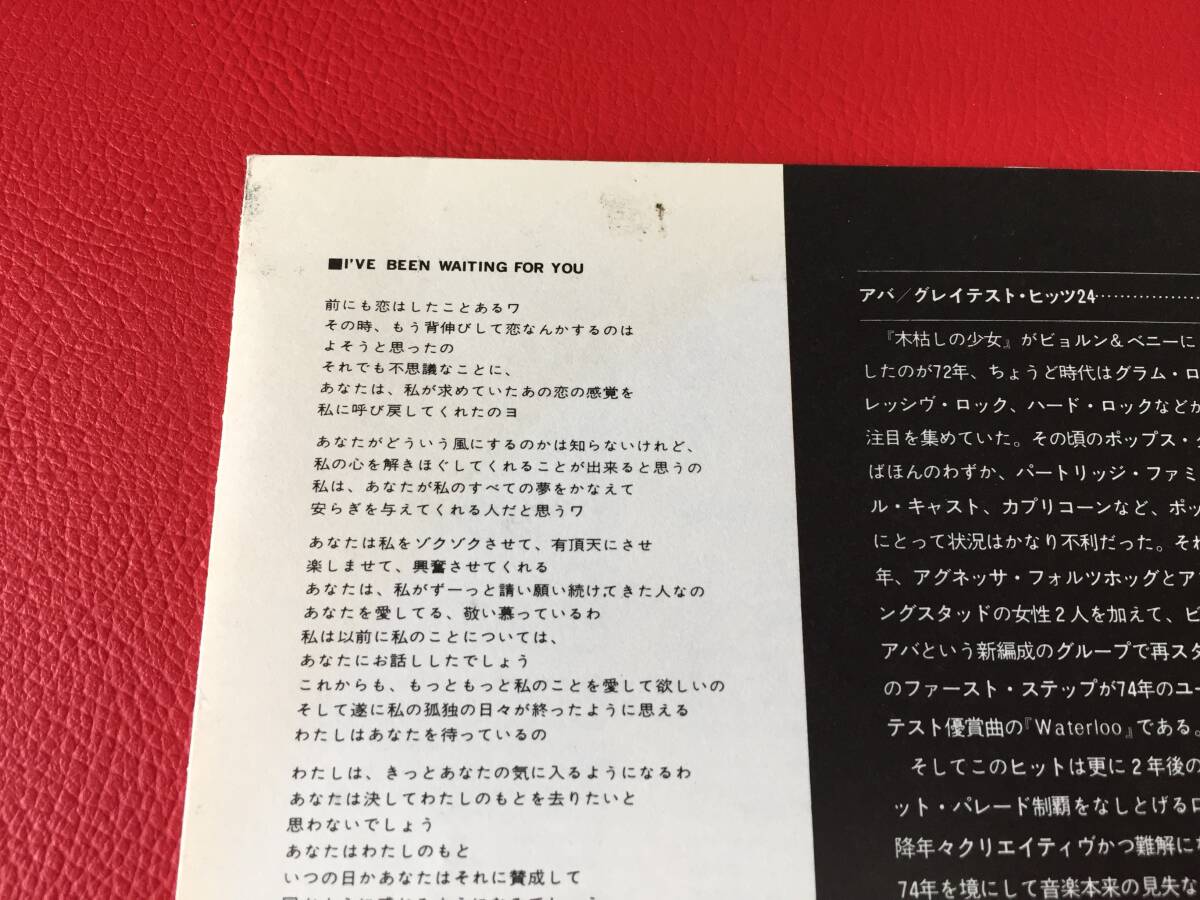 ■I'VE BEEN WAITING FOR YOU
前にも恋はしたことあるワ
その時、もう背伸びして恋なんかするのは
よそうと思ったの
それでも不思議なことに、
あなたは、私が求めていたあの恋の感覚を
私に呼び戻してくれたのヨ
あなたがどういう風にするのかは知らないけれど、
私の心を解きほぐしてくれることが出来ると思うの
私は、あなたが私のすべての夢をかなえて
安らぎを与えてくれる人だと思うワ
あなたは私をゾクゾクさせて、有頂天にさせ
楽しませて、興奮させてくれる
あなたは、私がずーっと請い願い続けてきた人なの
あなたを愛してる、敬い慕っているわ
私は以前に私のことについては、
あなたにお話ししたでしょう
これからも、もっともっと私のことを愛して欲しいの
そして遂に私の孤独の日々が終ったように思える
わたしはあなたを待っているの
わたしは、きっとあなたの気に入るようになるわ
あなたは決してわたしのもとを去りたいと
思わないでしょう
あなたはわたしのもと
いつの日かあなたはそれに賛成して
アバ/グレイテスト・ヒッツ24………………
『木枯しの少女』がビョルン&ベニーに
したのが72年、ちょうど時代はグラム・ロ
レッシヴ・ロック、ハード・ロックなどが
注目を集めていた。その頃のポップス・
ばほんのわずか、パートリッジ・ファミ
ル・キャスト、カプリコーンなど、ポッ
にとって状況はかなり不利だった。それ
年、アグネッサ・フォルツホッグとア
ングスタッドの女性2人を加えて、ビ
アバという新編成のグループで再スタ
のファースト・ステップが74年のユー
テスト優賞曲の『Waterloo』である。
そしてこのヒットは更に2年後の
ット・パレード制覇をなしとげるロ
降年々クリエイティヴかつ難解に
74年を境にして音楽本来の見失な